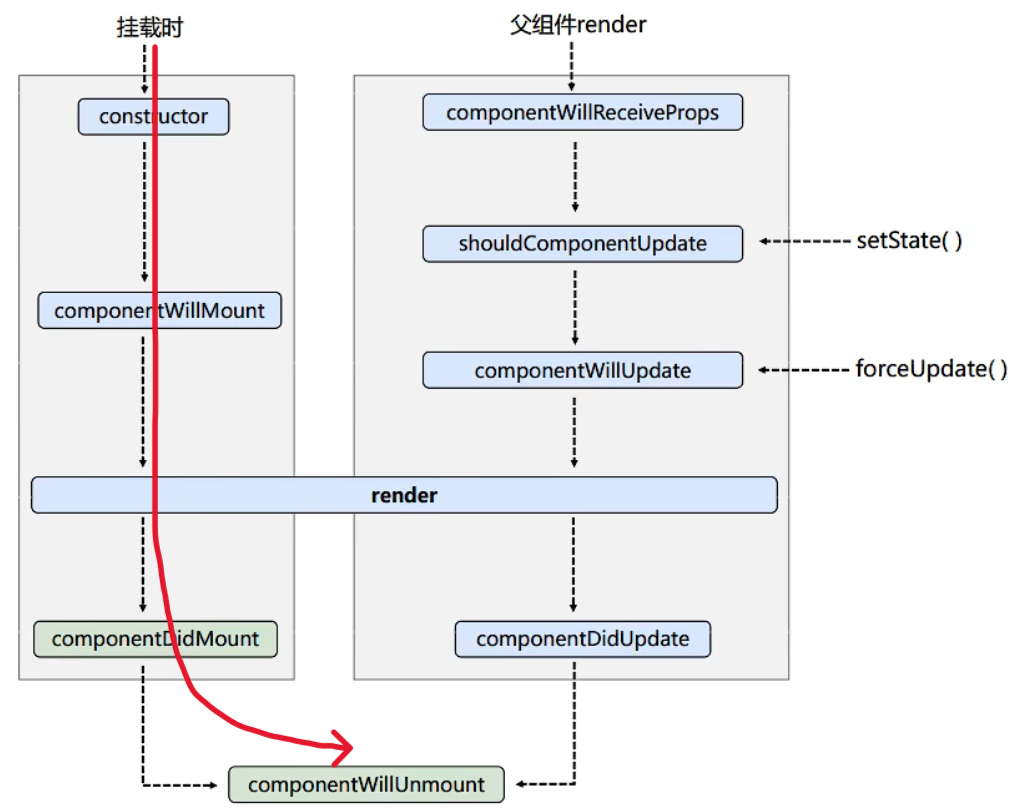 挂载时
父组件render
constructor
componentWillReceiveProps
shouldComponentUpdate
setState( )
componentWillMount
componentWillUpdate
forceUpdate( )
render
componentDidMount
componentDidUpdate
componentWillUnmount